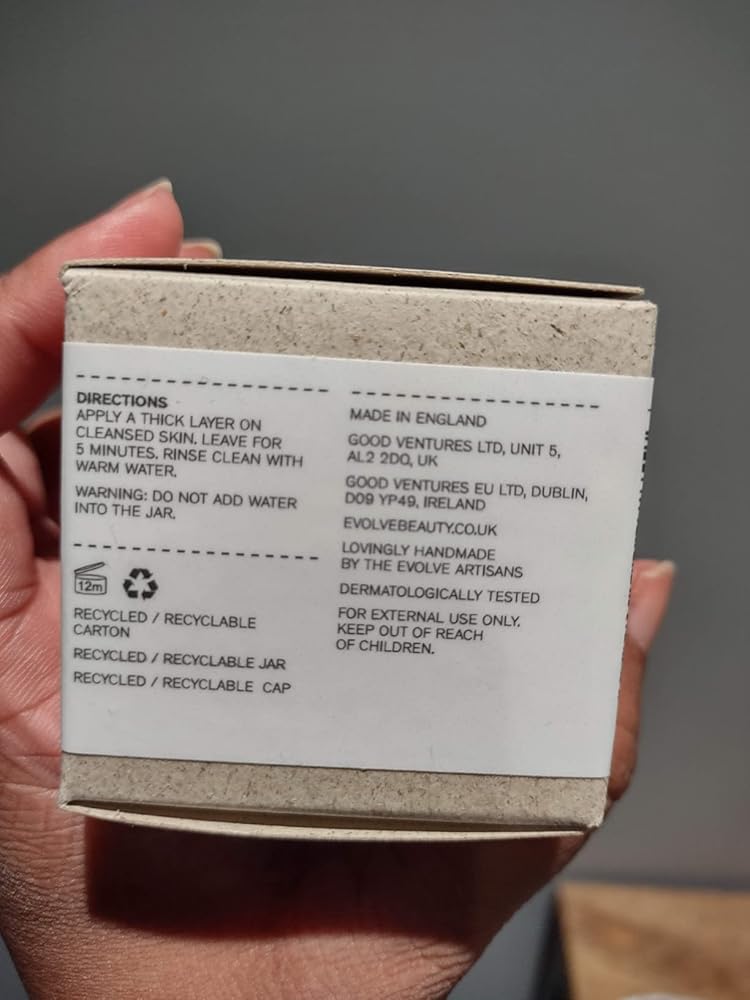 DIRECTIONS
APPLY A THICK LAYER ON
CLEANSED SKIN. LEAVE FOR
5 MINUTES. RINSE CLEAN WITH
WARM WATER.
WARNING: DO NOT ADD WATER
INTO THE JAR.
12m
RECYCLED / RECYCLABLE
CARTON
RECYCLED / RECYCLABLE JAR
RECYCLED / RECYCLABLE CAP
MADE IN ENGLAND
GOOD VENTURES LTD, UNIT 5,
AL2 2DQ, UK
GOOD VENTURES EU LTD, DUBLIN,
D09 YP49, IRELAND
EVOLVEBEAUTY.CO.UK
LOVINGLY HANDMADE
BY THE EVOLVE ARTISANS
DERMATOLOGICALLY TESTED
FOR EXTERNAL USE ONLY.
KEEP OUT OF REACH
OF CHILDREN.